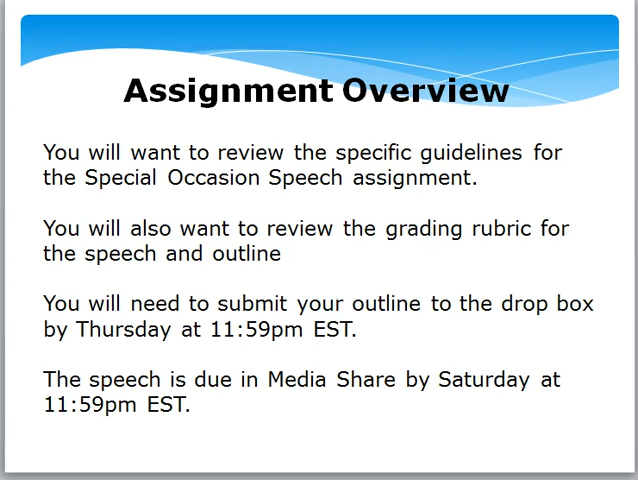 Assignment Overview
You will want to review the specific guidelines for
the Special Occasion Speech assignment.
You will also want to review the grading rubric for
the speech and outline
You will need to submit your outline to the drop box
by Thursday at 11:59pm EST.
The speech is due in Media Share by Saturday at
11:59pm EST.